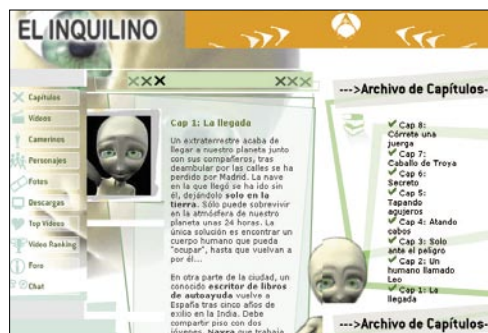 EL INQUILINO
Capítulos
Vídeos
Camerinos
Personajes
Fotos
Descargas
Top Vídeos
Vídeo Ranking
Foro
Chat
Cap 1: La llegada
Un extraterrestre acaba de
llegar a nuestro planeta junto
con sus compañeros, tras
deambular por las calles se ha
perdido por Madrid. La nave
en la que llegó se ha ido sin
él, dejándolo solo en la
tierra. Sólo puede sobrevivir
en la atmósfera de nuestro
planeta unas 24 horas. La
única solución es encontrar un
cuerpo humano que pueda
"ocupar", hasta que vuelvan a
por él...
En otra parte de la ciudad, un
conocido escritor de libros
de autoayuda vuelve a
España tras cinco años de
exilio en la India. Debe
compartir piso con dos
jóvenes. Nayra que trabaja
--->Archivo de Capítulos-
Cap 8:
Córrete una
juerga
Cap 7:
Caballo de Troya
Cap 6:
Secreto
Cap 5:
Tapando
agujeros
Cap 4: Atando
cabos
Cap 3: Solo
ante el peligro
Cap 2: Un
humano llamado
Leo
Cap 1: La
llegada
--->Archivo de Capítulos-